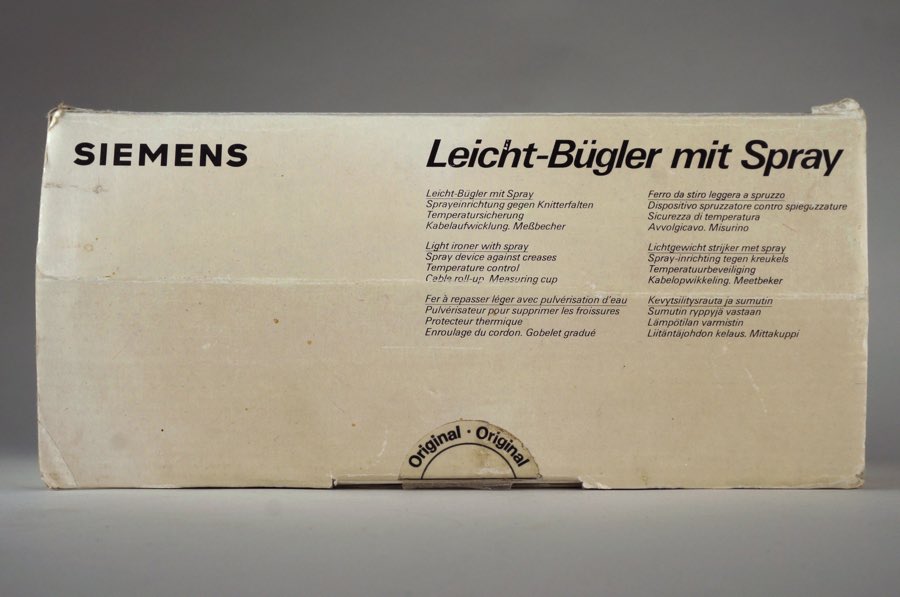 SIEMENS
Leicht-Bügler mit Spray
Leicht-Bügler mit Spray
Sprayeinrichtung gegen Knitterfalten
Temperatursicherung
Kabelaufwicklung. Meßbecher
Light ironer with spray
Spray device against creases
Temperature control
Cable roll-up. Measuring cup
Fer à repasser léger avec pulvérisation d'eau
Pulvérisateur pour supprimer les froissures
Protecteur thermique
Enroulage du cordon. Gobelet gradué
Ferro da stiro leggera a spruzzo
Dispositivo spruzzatore contro spiegazzature
Sicurezza di temperatura
Avvolgicavo. Misurino
Lichtgewicht strijker met spray
Spray-inrichting tegen kreukels
Temperatuurbeveiliging
Kabelopwikkeling. Meetbeker
Kevytsilitysrauta ja sumutin
Sumutin ryppyjä vastaan
Lämpötilan varmistin
Liitäntäjohdon kelaus. Mittakuppi
Original · Original